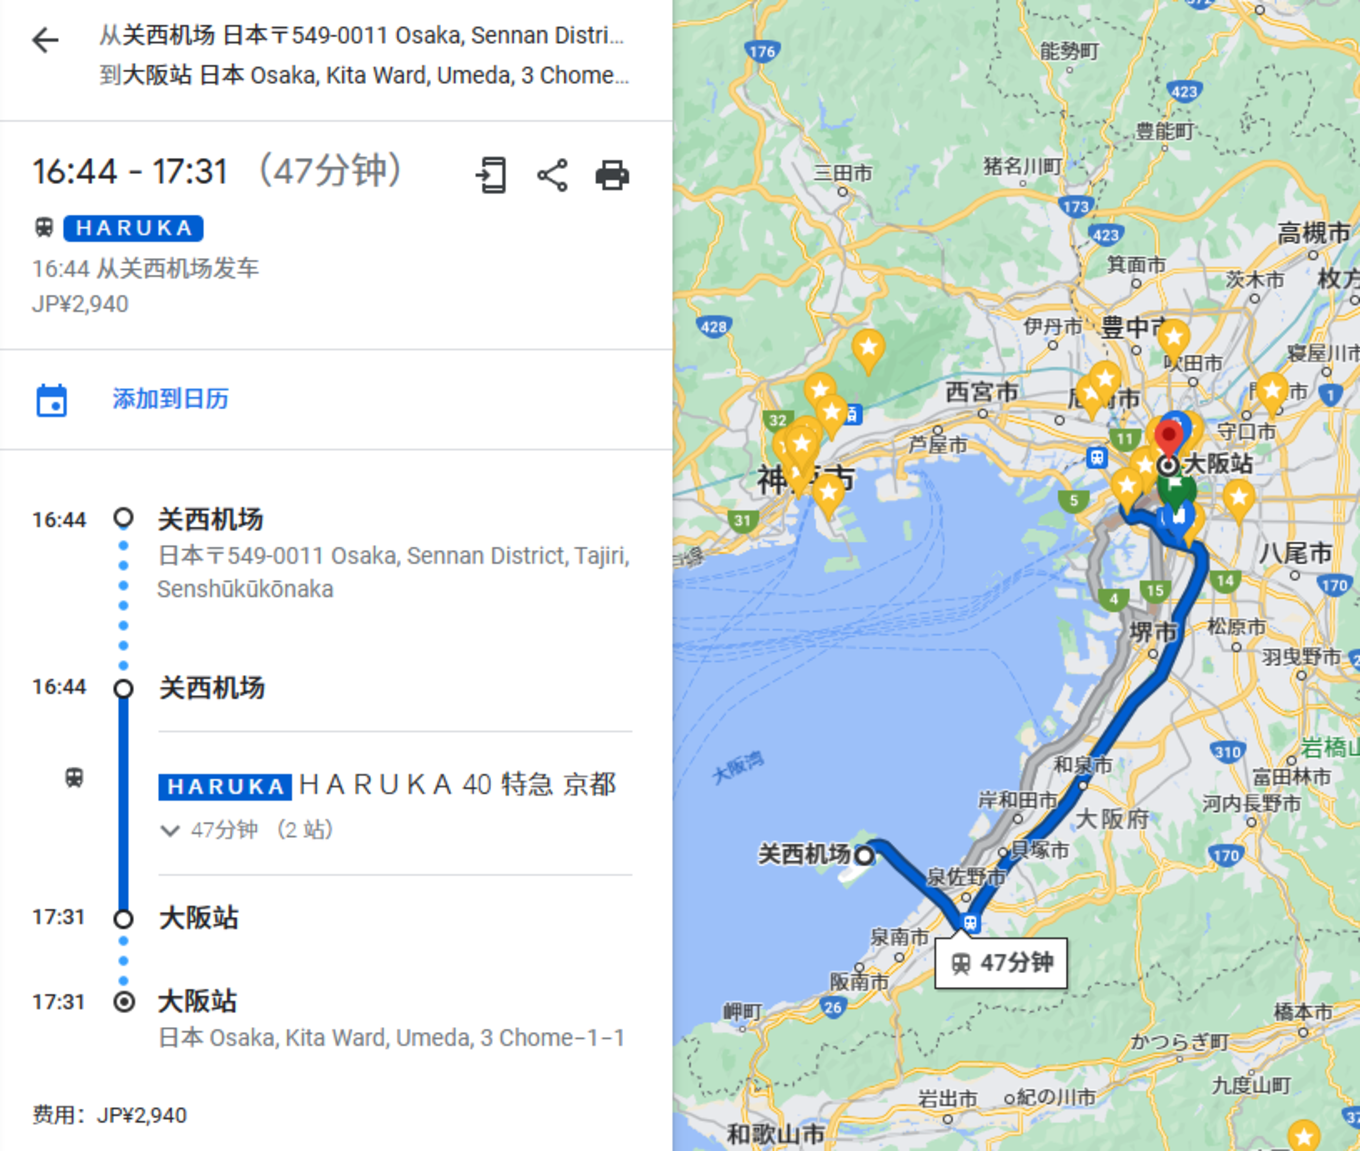 从关西机场 日本〒549-0011 Osaka, Sennan Distri...
到大阪站 日本 Osaka, Kita Ward, Umeda, 3 Chome...
16:44 - 17:31 （47分钟）
HARUKA
16:44 从关西机场发车
JP¥2,940
添加到日历
16:44 关西机场
日本〒549-0011 Osaka, Sennan District, Tajiri,
Senshūkūkōnaka
16:44 关西机场
HARUKA ＨＡＲＵＫＡ 40 特急 京都
47分钟 （2 站）
17:31 大阪站
17:31 大阪站
日本 Osaka, Kita Ward, Umeda, 3 Chome−1−1
费用：JP¥2,940
372
176
能勢町
423
豊能町
三田市
猪名川町
173
423
高槻市
箕面市
茨木市
枚方
428
伊丹市
豊中市
寝屋川市
吹田市
西宮市
1
32
芦屋市
11
守口市
大阪站
神戸市
5
31
八尾市
14
170
4
15
堺市
松原市
羽曳野市
大阪湾
310
岩橋山
和泉市
富田林市
岸和田市
大阪府
河内長野市
关西机场
貝塚市
170
泉佐野市
泉南市
47分钟
阪南市
岬町
26
橋本市
かつらぎ町
九度山町
岩出市
紀の川市
和歌山市